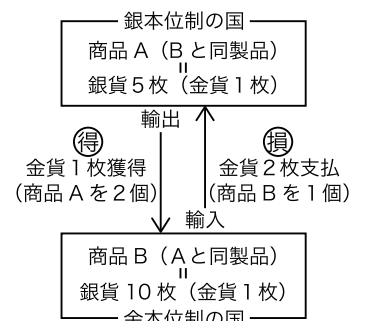 銀本位制の国
商品A（Bと同製品）
=
銀貨5枚（金貨1枚）
輸出
得
金貨1枚獲得
（商品Aを2個）
損
金貨2枚支払
（商品Bを1個）
輸入
商品B（Aと同製品）
=
銀貨10枚（金貨1枚）
金本位制の国